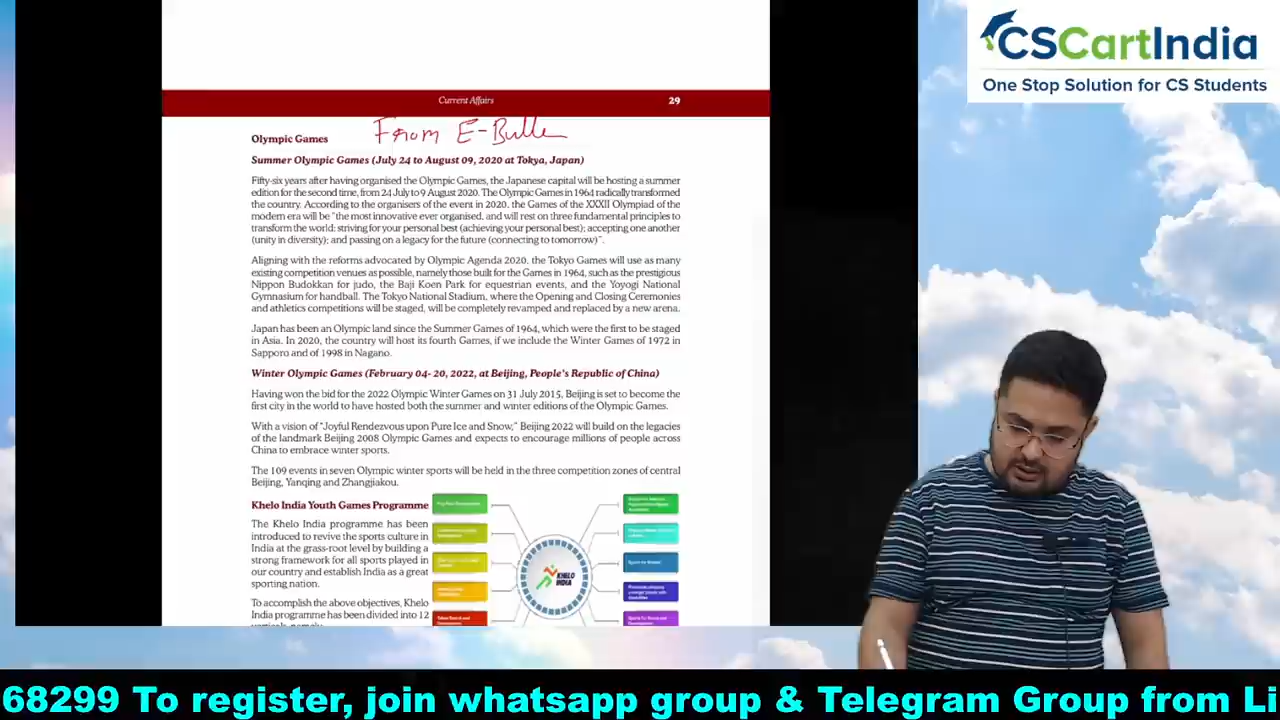 CSCartIndia
One Stop Solution for CS Students
Current Affairs 29
From E-Bulle
Olympic Games
Summer Olympic Games (July 24 to August 09, 2020 at Tokya, Japan)
Fifty-six years after having organised the Olympic Games, the Japanese capital will be hosting a summer
edition for the second time, from 24 July to 9 August 2020. The Olympic Games in 1964 radically transformed
the country. According to the organisers of the event in 2020, the Games of the XXXII Olympiad of the
modern era will be "the most innovative ever organised, and will rest on three fundamental principles to
transform the world: striving for your personal best (achieving your personal best); accepting one another
(unity in diversity); and passing on a legacy for the future (connecting to tomorrow)".
Aligning with the reforms advocated by Olympic Agenda 2020, the Tokyo Games will use as many
existing competition venues as possible, namely those built for the Games in 1964, such as the prestigious
Nippon Budokkan for judo, the Baji Koen Park for equestrian events, and the Yoyogi National
Gymnasium for handball. The Tokyo National Stadium, where the Opening and Closing Ceremonies
and athletics competitions will be staged, will be completely revamped and replaced by a new arena.
Japan has been an Olympic land since the Summer Games of 1964, which were the first to be staged
in Asia. In 2020, the country will host its fourth Games, if we include the Winter Games of 1972 in
Sapporo and of 1998 in Nagano.
Winter Olympic Games (February 04- 20, 2022, at Beijing, People's Republic of China)
Having won the bid for the 2022 Olympic Winter Games on 31 July 2015, Beijing is set to become the
first city in the world to have hosted both the summer and winter editions of the Olympic Games.
With a vision of "Joyful Rendezvous upon Pure Ice and Snow," Beijing 2022 will build on the legacies
of the landmark Beijing 2008 Olympic Games and expects to encourage millions of people across
China to embrace winter sports.
The 109 events in seven Olympic winter sports will be held in the three competition zones of central
Beijing, Yanqing and Zhangjiakou.
Khelo India Youth Games Programme
The Khelo India programme has been
introduced to revive the sports culture in
India at the grass-root level by building a
strong framework for all sports played in
our country and establish India as a great
sporting nation.
To accomplish the above objectives, Khelo
India programme has been divided into 12
KHELO
INDIA
68299 To register, join whatsapp group & Telegram Group from Li